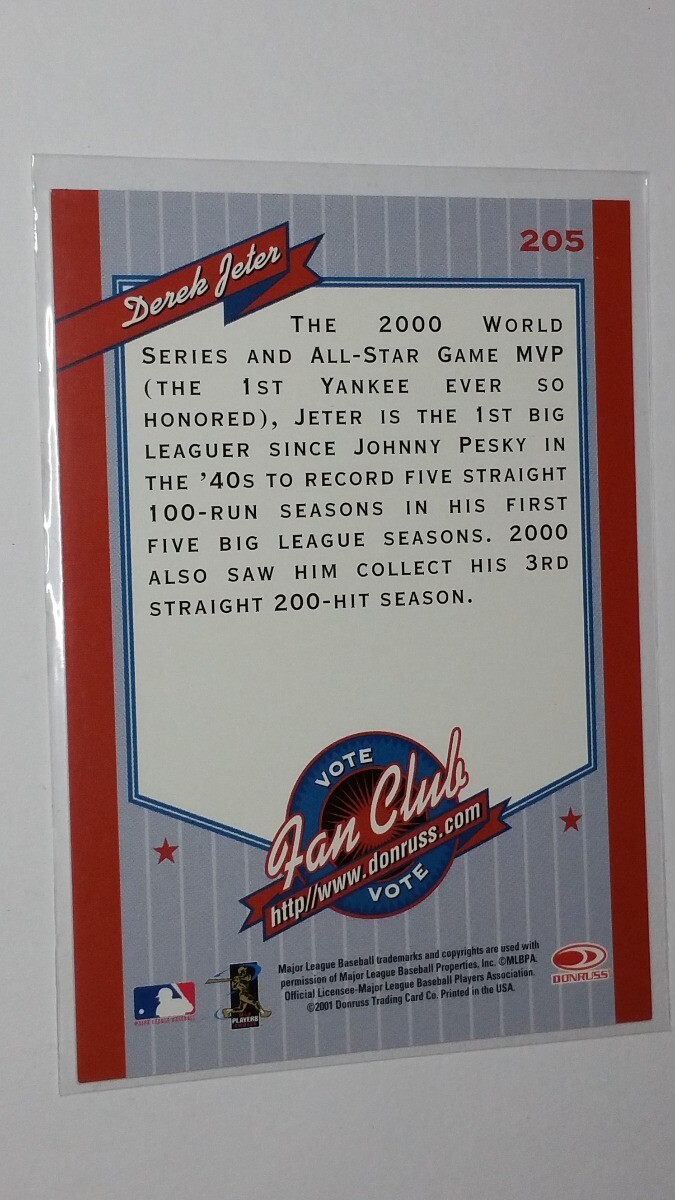 205
Derek Jeter
THE 2000 WORLD
SERIES AND ALL-STAR GAME MVP
(THE 1ST YANKEE EVER SO
HONORED), JETER IS THE 1ST BIG
LEAGUER SINCE JOHNNY PESKY IN
THE '40S TO RECORD FIVE STRAIGHT
100-RUN SEASONS IN HIS FIRST
FIVE BIG LEAGUE SEASONS. 2000
ALSO SAW HIM COLLECT HIS 3RD
STRAIGHT 200-HIT SEASON.
VOTE
Fan Club
http//www.donruss.com
VOTE
Major League Baseball trademarks and copyrights are used with
permission of Major League Baseball Properties, Inc. ©MLBPA.
Official Licensee-Major League Baseball Players Association.
©2001 Donruss Trading Card Co. Printed in the USA.
DONRUSS
MAJOR LEAGUE BASEBALL
PLAYERS